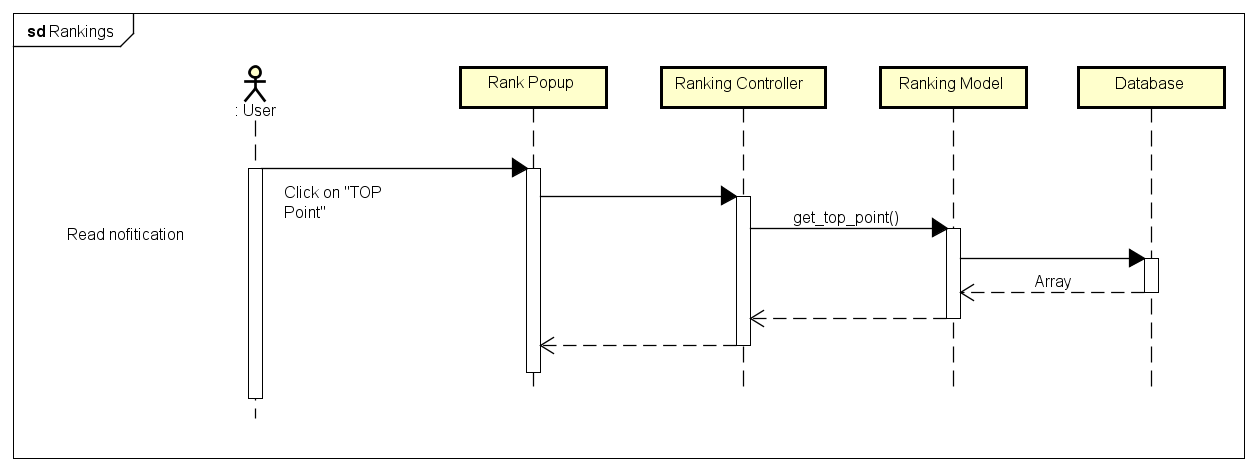 sd Rankings
: User
Rank Popup
Ranking Controller
Ranking Model
Database
Click on "TOP
Point"
Read nofitication
get_top_point()
Array